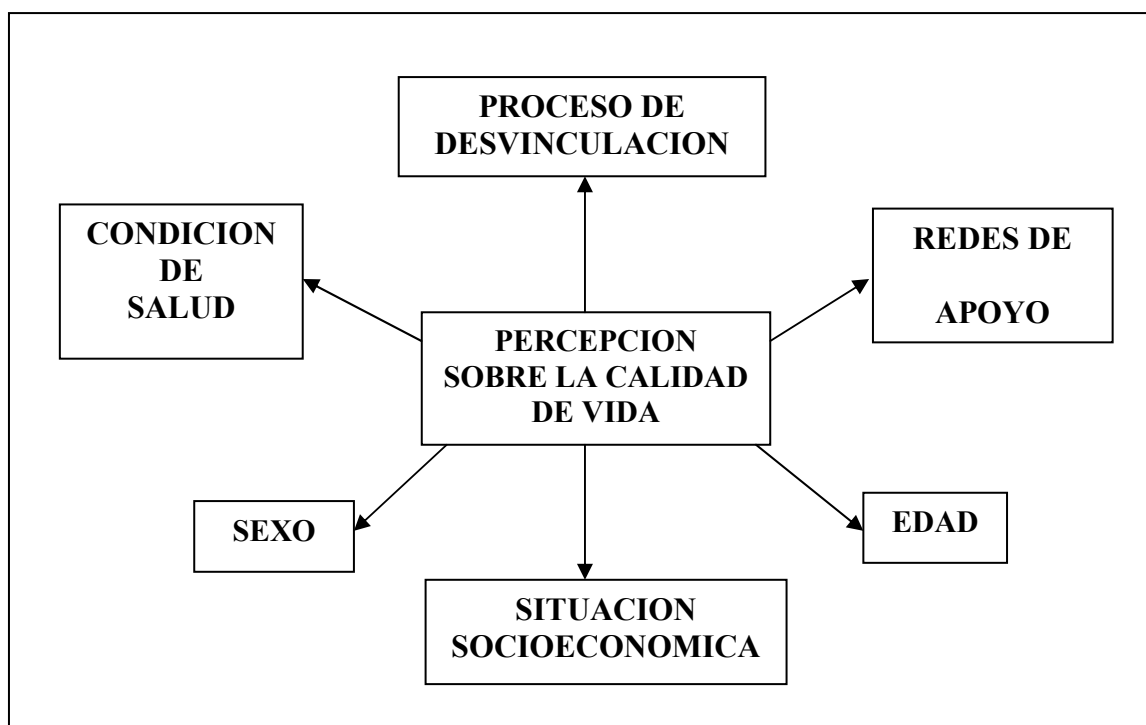 PROCESO DE
DESVINCULACION
CONDICION
DE
SALUD
REDES DE
APOYO
PERCEPCION
SOBRE LA CALIDAD
DE VIDA
SEXO
EDAD
SITUACION
SOCIOECONOMICA